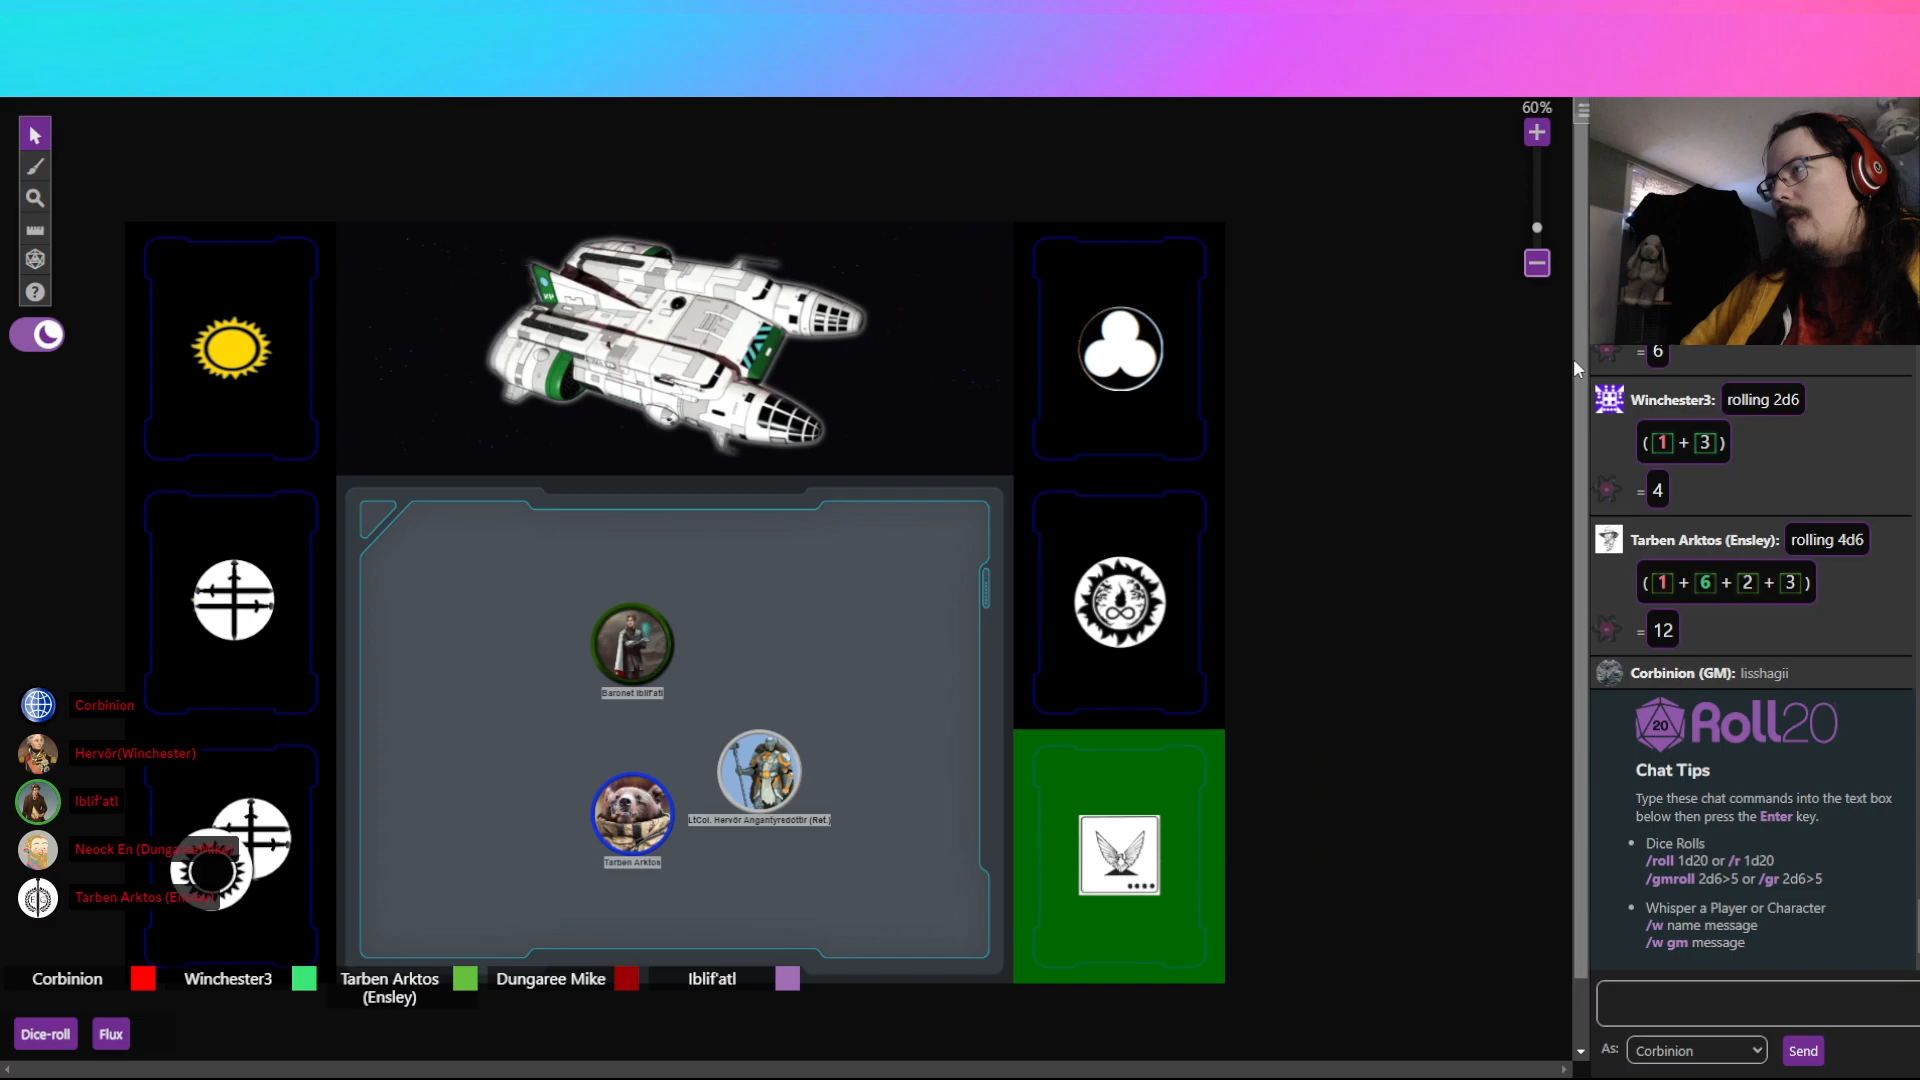 60%
= 6
Winchester3: rolling 2d6
( 1 + 3 )
= 4
Tarben Arktos (Ensley): rolling 4d6
( 1 + 6 + 2 + 3 )
= 12
Corbinion (GM): lisshagii
20 Roll20
Chat Tips
Type these chat commands into the text box
below then press the Enter key.
• Dice Rolls
/roll 1d20 or /r 1d20
/gmroll 2d6>5 or /gr 2d6>5
• Whisper a Player or Character
/w name message
/w gm message
As: Corbinion Send
Baronet Iblif'atl
LtCol. Hervör Angantyrsdóttir (Ret.)
Tarben Arktos
Corbinion
Hervör(Winchester)
Iblif'atl
Neock En (Dungaree Mike)
Tarben Arktos (Ensley)
Corbinion Winchester3 Tarben Arktos Dungaree Mike Iblif'atl
(Ensley)
Dice-roll Flux